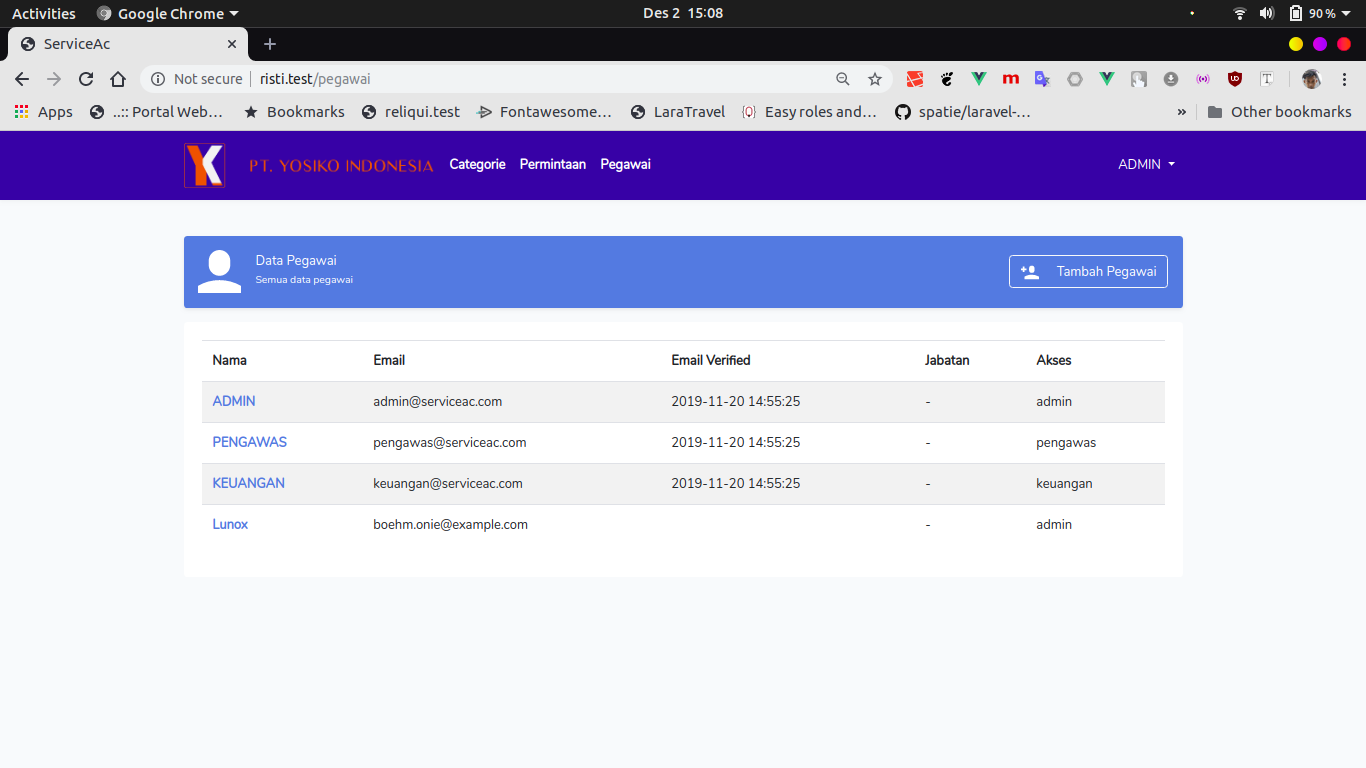 Activities Google Chrome Des 2 15:08 90 %
ServiceAc
Not secure risti.test/pegawai
Apps ..:: Portal Web… Bookmarks reliqui.test Fontawesome… LaraTravel Easy roles and… spatie/laravel-… » Other bookmarks
YK PT. YOSIKO INDONESIA Categorie Permintaan Pegawai ADMIN
Data Pegawai
Semua data pegawai
Tambah Pegawai
Nama Email Email Verified Jabatan Akses
ADMIN admin@serviceac.com 2019-11-20 14:55:25 - admin
PENGAWAS pengawas@serviceac.com 2019-11-20 14:55:25 - pengawas
KEUANGAN keuangan@serviceac.com 2019-11-20 14:55:25 - keuangan
Lunox boehm.onie@example.com - admin